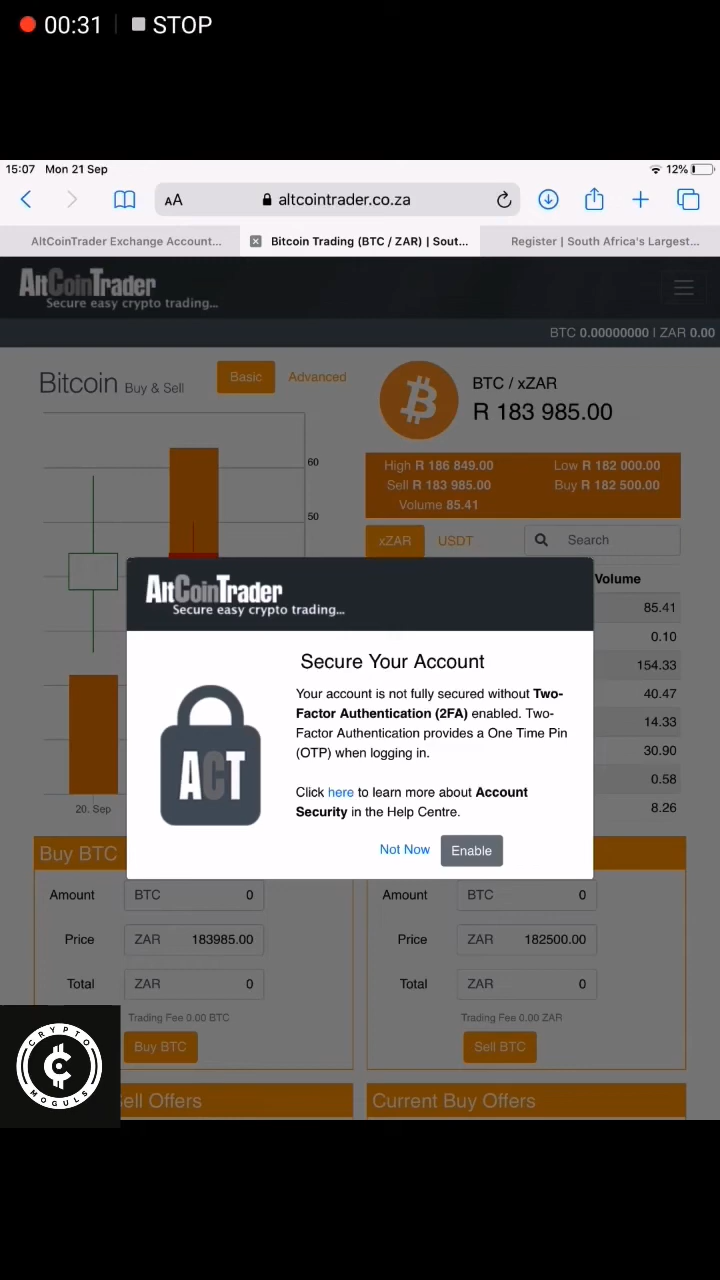 00:31 STOP
15:07 Mon 21 Sep 12%
AA altcointrader.co.za
AltCoinTrader Exchange Account... Bitcoin Trading (BTC / ZAR) | Sout... Register | South Africa's Largest...
AltCoinTrader
Secure easy crypto trading...
BTC 0.00000000 | ZAR 0.00
Bitcoin Buy & Sell Basic Advanced
BTC / xZAR
R 183 985.00
60
50
High R 186 849.00 Low R 182 000.00
Sell R 183 985.00 Buy R 182 500.00
Volume 85.41
xZAR USDT Search
Volume
85.41
0.10
154.33
40.47
14.33
30.90
0.58
8.26
20. Sep
AltCoinTrader
Secure easy crypto trading...
ACT
Secure Your Account
Your account is not fully secured without Two-
Factor Authentication (2FA) enabled. Two-
Factor Authentication provides a One Time Pin
(OTP) when logging in.
Click here to learn more about Account
Security in the Help Centre.
Not Now Enable
Buy BTC
Amount BTC 0 Amount BTC 0
Price ZAR 183985.00 Price ZAR 182500.00
Total ZAR 0 Total ZAR 0
Trading Fee 0.00 BTC Trading Fee 0.00 ZAR
Buy BTC Sell BTC
CRYPTO
MOGULS
Sell Offers Current Buy Offers